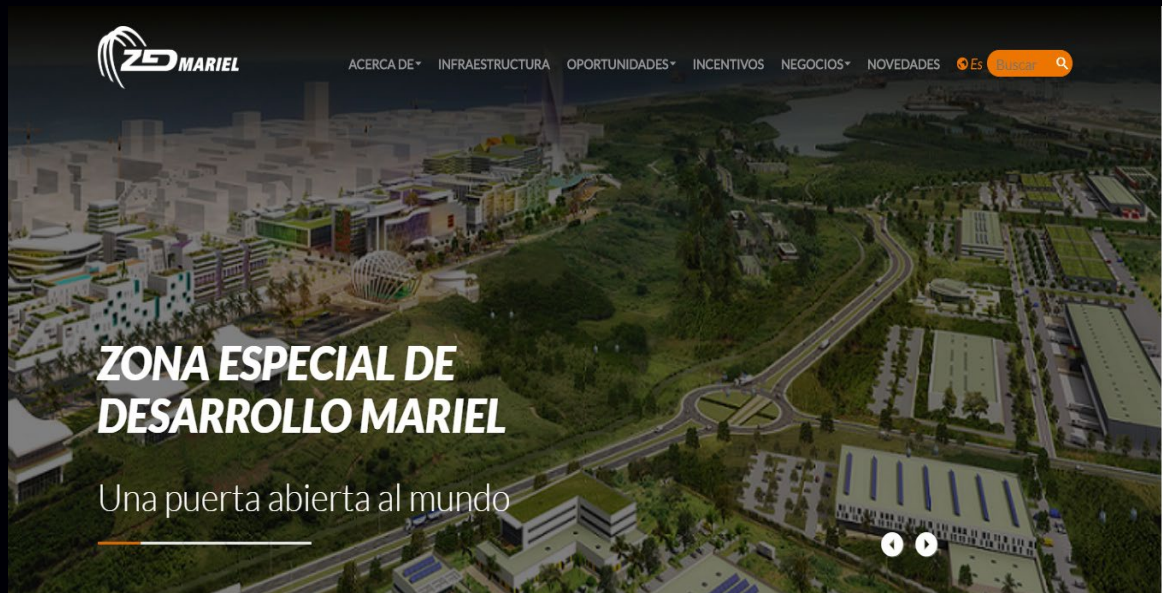 ZED MARIEL
ACERCA DE INFRAESTRUCTURA OPORTUNIDADES INCENTIVOS NEGOCIOS NOVEDADES Es Buscar
ZONA ESPECIAL DE
DESARROLLO MARIEL
Una puerta abierta al mundo